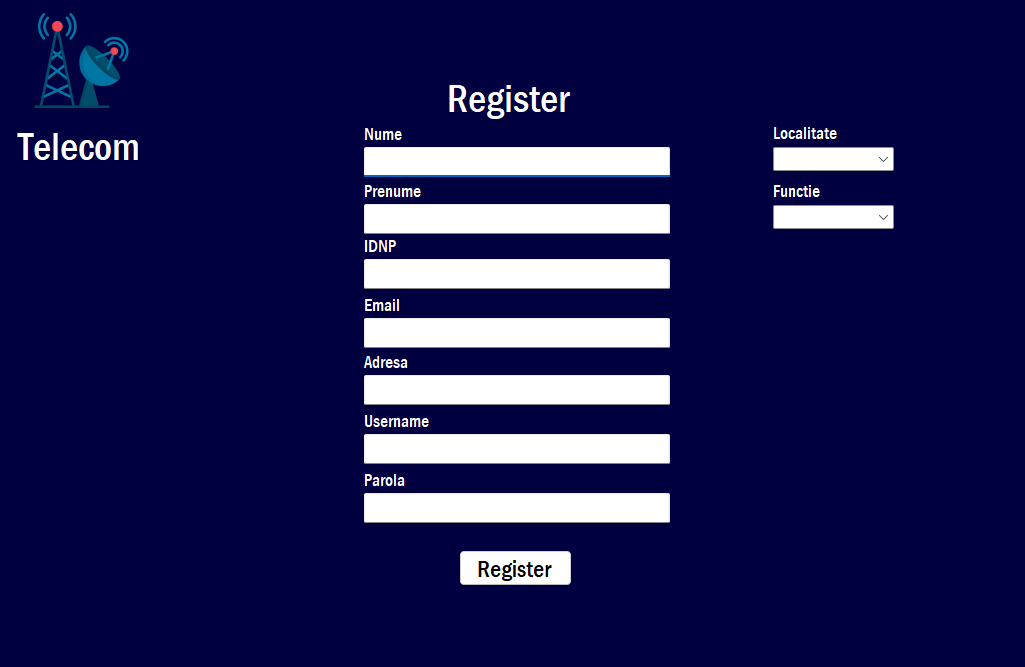 Telecom
Register
Nume
Prenume
IDNP
Email
Adresa
Username
Parola
Register
Localitate
Functie